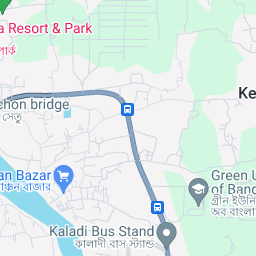 a Resort & Park
পার্ক
Ke
chon bridge
সেতু
an Bazar
কাঞ্চন বাজার
Green U
of Banc
গ্রীন ইউনি
অব বাংলা
Kaladi Bus Stand
কালাদী বাস স্ট্যান্ড